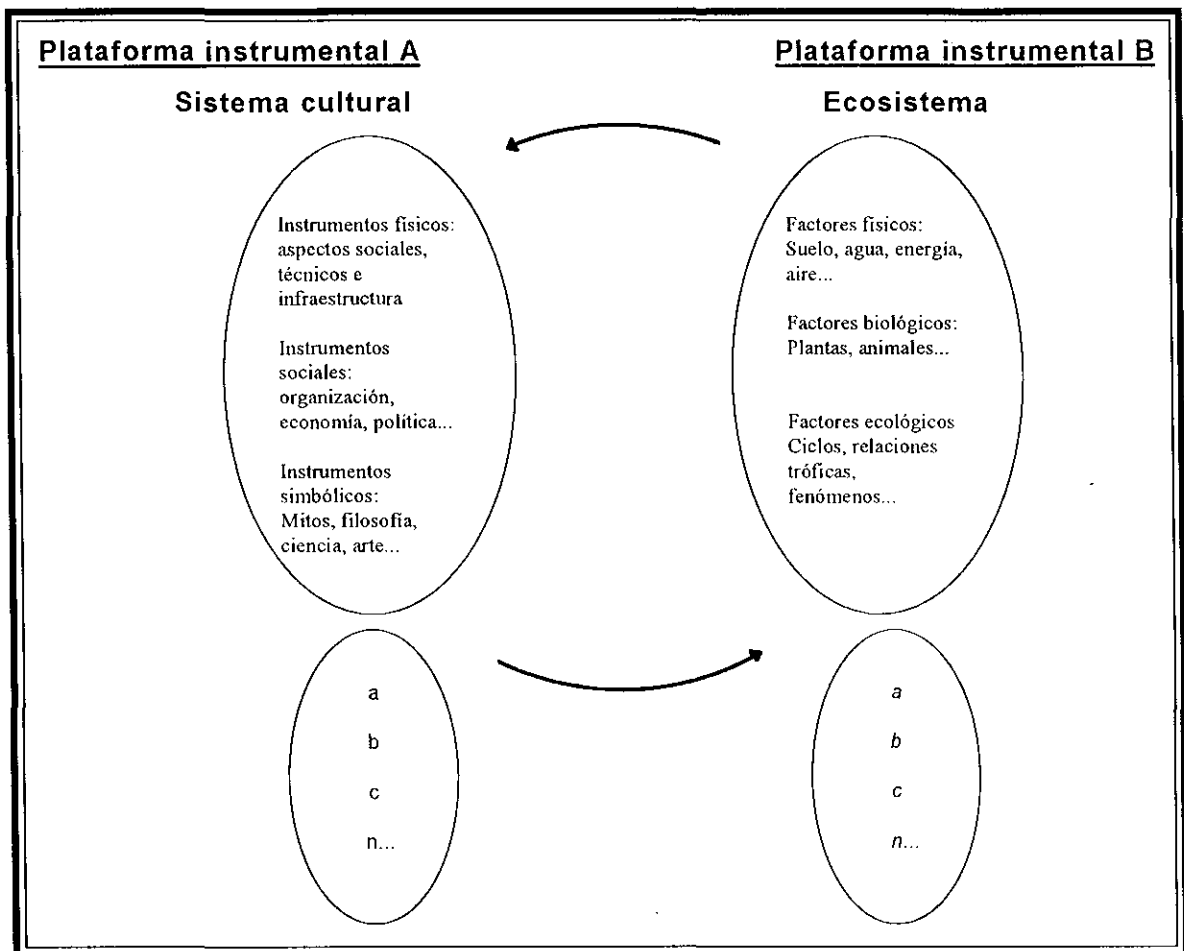 Plataforma instrumental A
Sistema cultural
Instrumentos físicos:
aspectos sociales,
técnicos e
infraestructura
Instrumentos
sociales:
organización,
economía, política...
Instrumentos
simbólicos:
Mitos, filosofía,
ciencia, arte...
a
b
c
n...
Plataforma instrumental B
Ecosistema
Factores físicos:
Suelo, agua, energía,
aire...
Factores biológicos:
Plantas, animales...
Factores ecológicos
Ciclos, relaciones
tróficas,
fenómenos...
a
b
c
n...